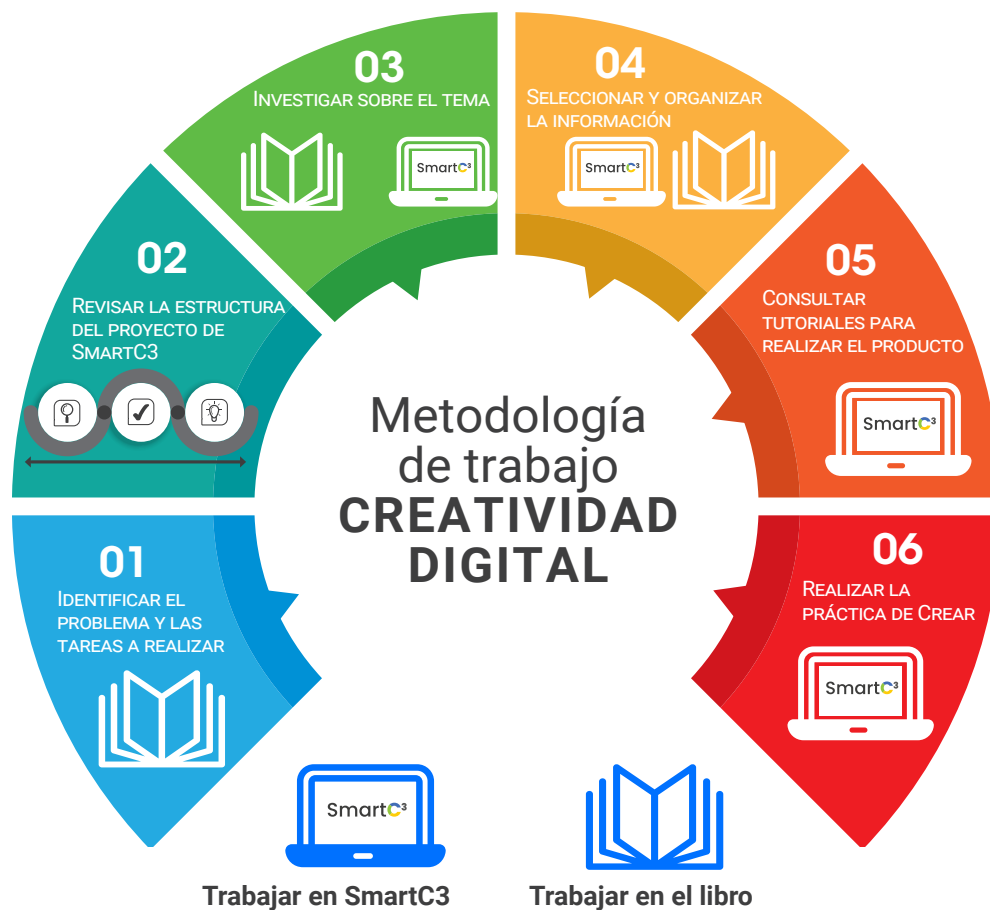 01
IDENTIFICAR EL
PROBLEMA Y LAS
TAREAS A REALIZAR
02
REVISAR LA ESTRUCTURA
DEL PROYECTO DE
SMARTC3
03
INVESTIGAR SOBRE EL TEMA
SmartC³
04
SELECCIONAR Y ORGANIZAR
LA INFORMACIÓN
SmartC³
05
CONSULTAR
TUTORIALES PARA
REALIZAR EL PRODUCTO
SmartC³
06
REALIZAR LA
PRÁCTICA DE CREAR
SmartC³
Metodología
de trabajo
CREATIVIDAD
DIGITAL
SmartC³
Trabajar en SmartC3
Trabajar en el libro